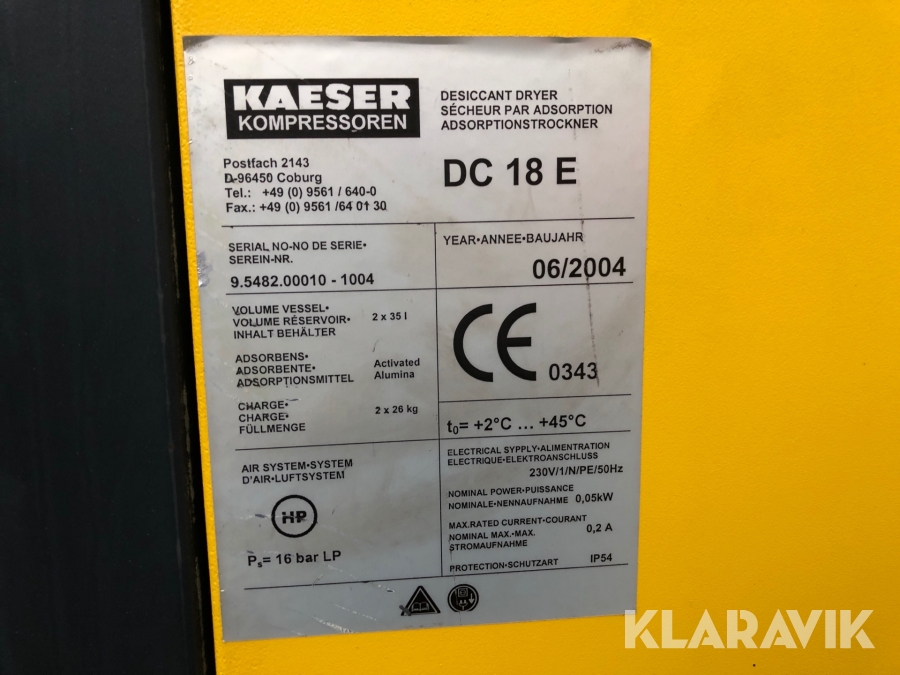 KAESER
KOMPRESSOREN
DESICCANT DRYER
SÉCHEUR PAR ADSORPTION
ADSORPTIONSTROCKNER
Postfach 2143
D-96450 Coburg
Tel.: +49 (0) 9561 / 640-0
Fax.: +49 (0) 9561 /64 01 30
DC 18 E
SERIAL NO•NO DE SERIE•
SEREIN-NR.
9.5482.00010 - 1004
YEAR•ANNEE•BAUJAHR
06/2004
VOLUME VESSEL•
VOLUME RÉSERVOIR•
INHALT BEHÄLTER
2 x 35 l
ADSORBENS•
ADSORBENTE•
ADSORPTIONSMITTEL
Activated
Alumina
CHARGE•
CHARGE•
FÜLLMENGE
2 x 26 kg
CE 0343
t₀= +2°C ... +45°C
AIR SYSTEM•SYSTEM
D'AIR•LUFTSYSTEM
HP
Pₛ= 16 bar LP
ELECTRICAL SUPPLY•ALIMENTATION
ELECTRIQUE•ELEKTROANSCHLUSS
230V/1/N/PE/50Hz
NOMINAL POWER•PUISSANCE
NOMINALE•NENNAUFNAHME 0,05kW
MAX.RATED CURRENT•COURANT
NOMINAL MAX.•MAX. 0,2 A
STROMAUFNAHME
PROTECTION•SCHUTZART IP54
KLARAVIK